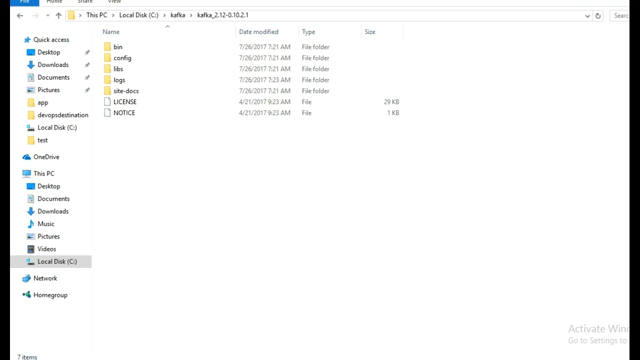 File Home Share View
This PC > Local Disk (C:) > kafka > kafka_2.12-0.10.2.1
Name Date modified Type Size
Quick access
Desktop
Downloads
Documents
Pictures
app
devopsdestination
Local Disk (C:)
test
OneDrive
This PC
Desktop
Documents
Downloads
Music
Pictures
Videos
Local Disk (C:)
Network
Homegroup
bin 7/26/2017 7:21 AM File folder
config 7/26/2017 7:21 AM File folder
libs 7/26/2017 7:21 AM File folder
logs 7/26/2017 7:23 AM File folder
site-docs 7/26/2017 7:21 AM File folder
LICENSE 4/21/2017 9:23 AM File 29 KB
NOTICE 4/21/2017 9:23 AM File 1 KB
Activate Wind
Go to Settings to
7 items